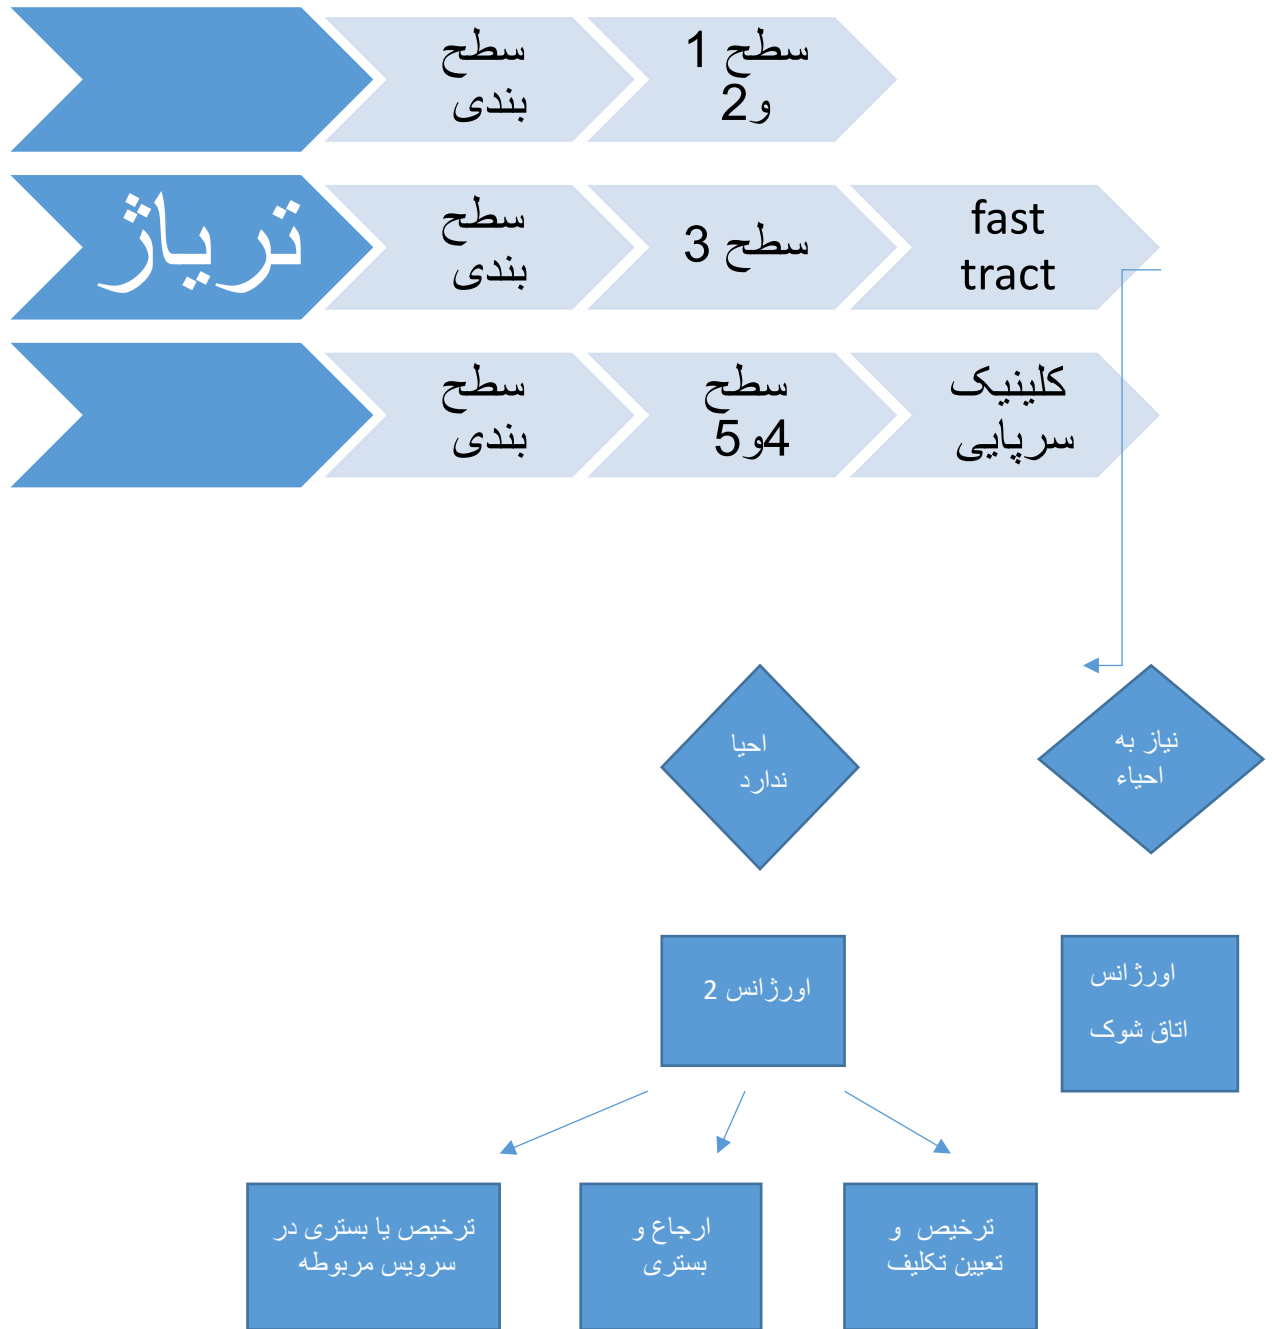 سطح
بندی
سطح 1
و2
تریاژ
سطح
بندی
سطح 3
fast
tract
سطح
بندی
سطح
4و5
کلینیک
سرپایی
نیاز به
احیاء
احیا
ندارد
اورژانس
اتاق شوک
اورژانس 2
ترخیص و
تعیین تکلیف
ارجاع و
بستری
ترخیص یا بستری در
سرویس مربوطه